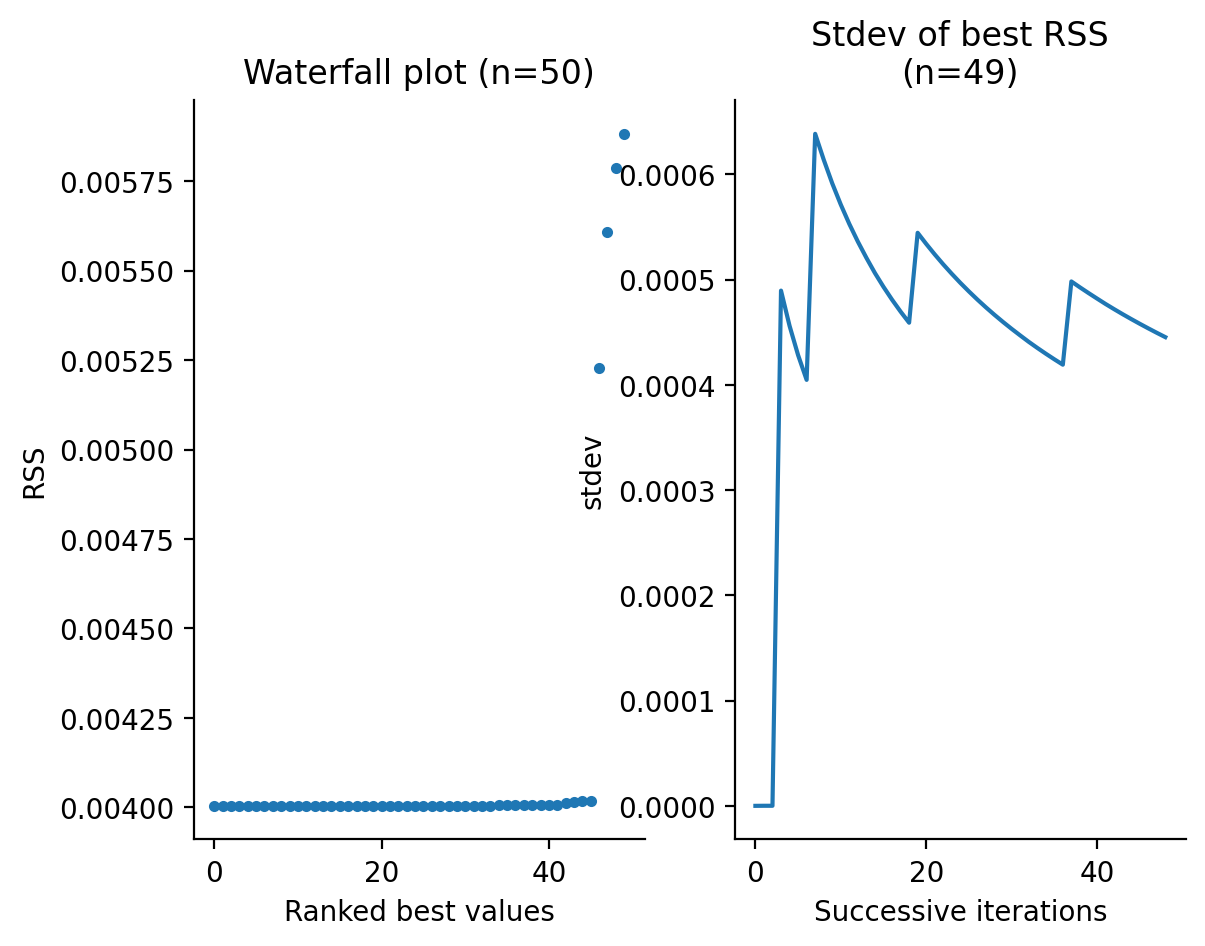 Waterfall plot (n=50)
RSS
0.00575
0.00550
0.00525
0.00500
0.00475
0.00450
0.00425
0.00400
0 20 40
Ranked best values
Stdev of best RSS
(n=49)
stdev
0.0006
0.0005
0.0004
0.0003
0.0002
0.0001
0.0000
0 20 40
Successive iterations